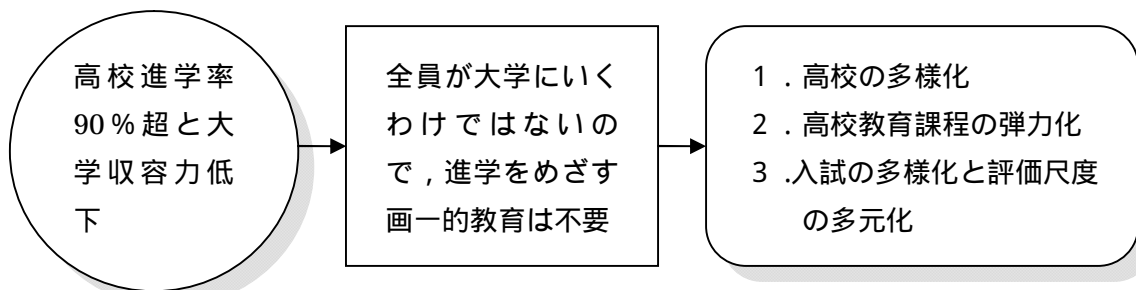 高校進学率
90％超と大
学収容力低
下
全員が大学にいく
わけではないの
で，進学をめざす
画一的教育は不要
１．高校の多様化
２．高校教育課程の弾力化
３．入試の多様化と評価尺度
の多元化